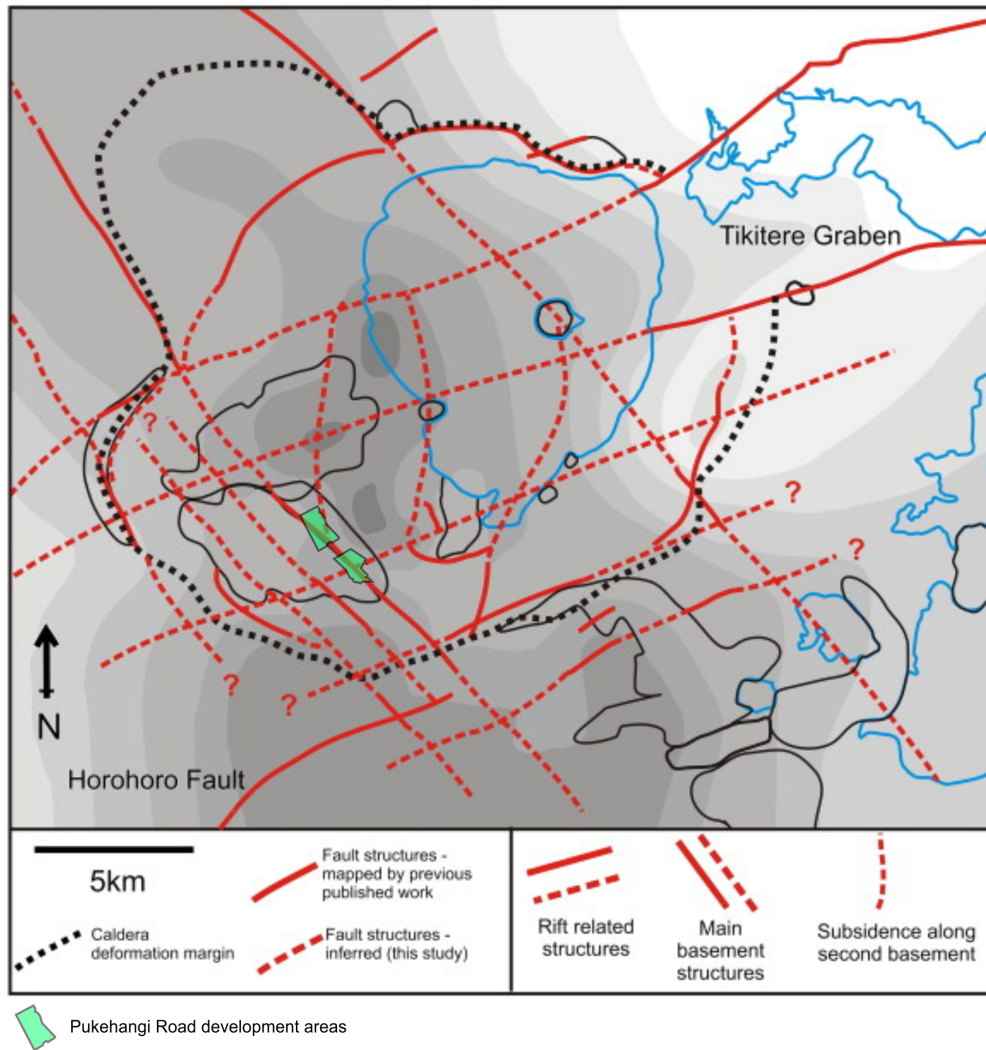 Tikitere Graben
?
?
?
?
?
N
Horohoro Fault
5km
Caldera
deformation margin
Fault structures -
mapped by previous
published work
Fault structures -
inferred (this study)
Rift related
structures
Main
basement
structures
Subsidence along
second basement
Pukehangi Road development areas